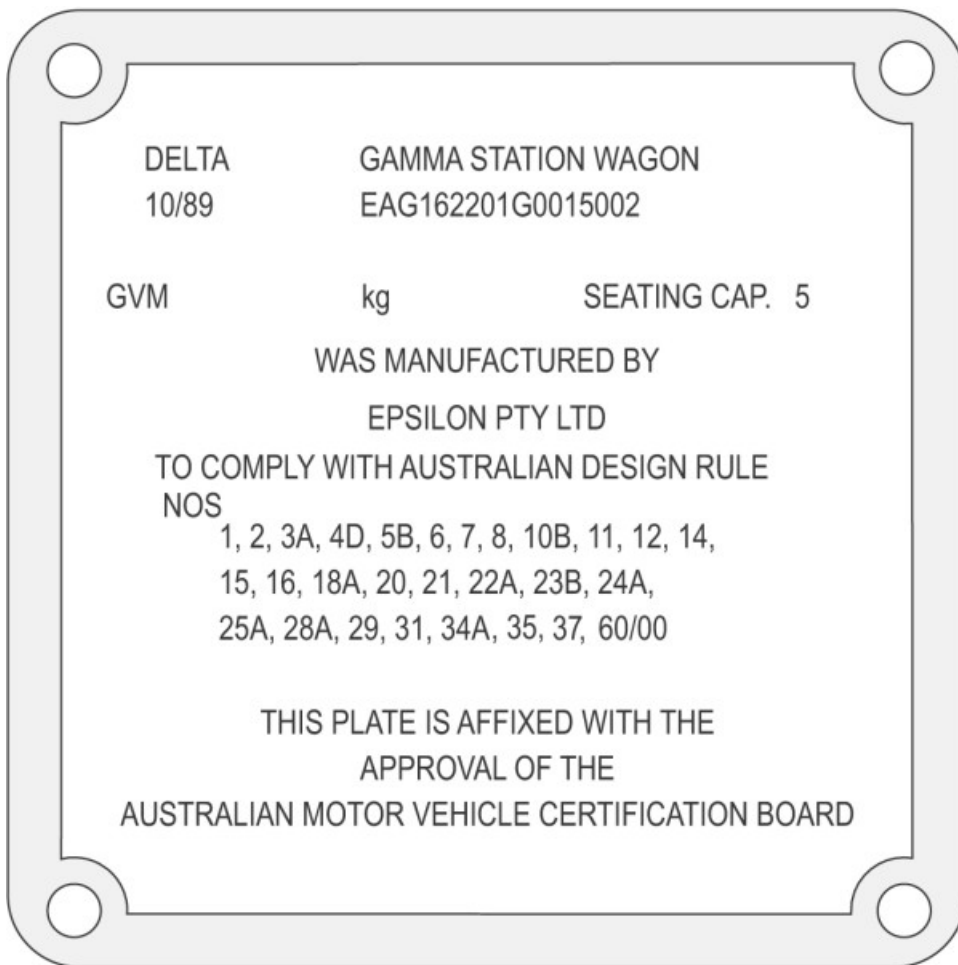 DELTA GAMMA STATION WAGON
10/89 EAG162201G0015002
GVM kg SEATING CAP. 5
WAS MANUFACTURED BY
EPSILON PTY LTD
TO COMPLY WITH AUSTRALIAN DESIGN RULE
NOS
1, 2, 3A, 4D, 5B, 6, 7, 8, 10B, 11, 12, 14,
15, 16, 18A, 20, 21, 22A, 23B, 24A,
25A, 28A, 29, 31, 34A, 35, 37, 60/00
THIS PLATE IS AFFIXED WITH THE
APPROVAL OF THE
AUSTRALIAN MOTOR VEHICLE CERTIFICATION BOARD